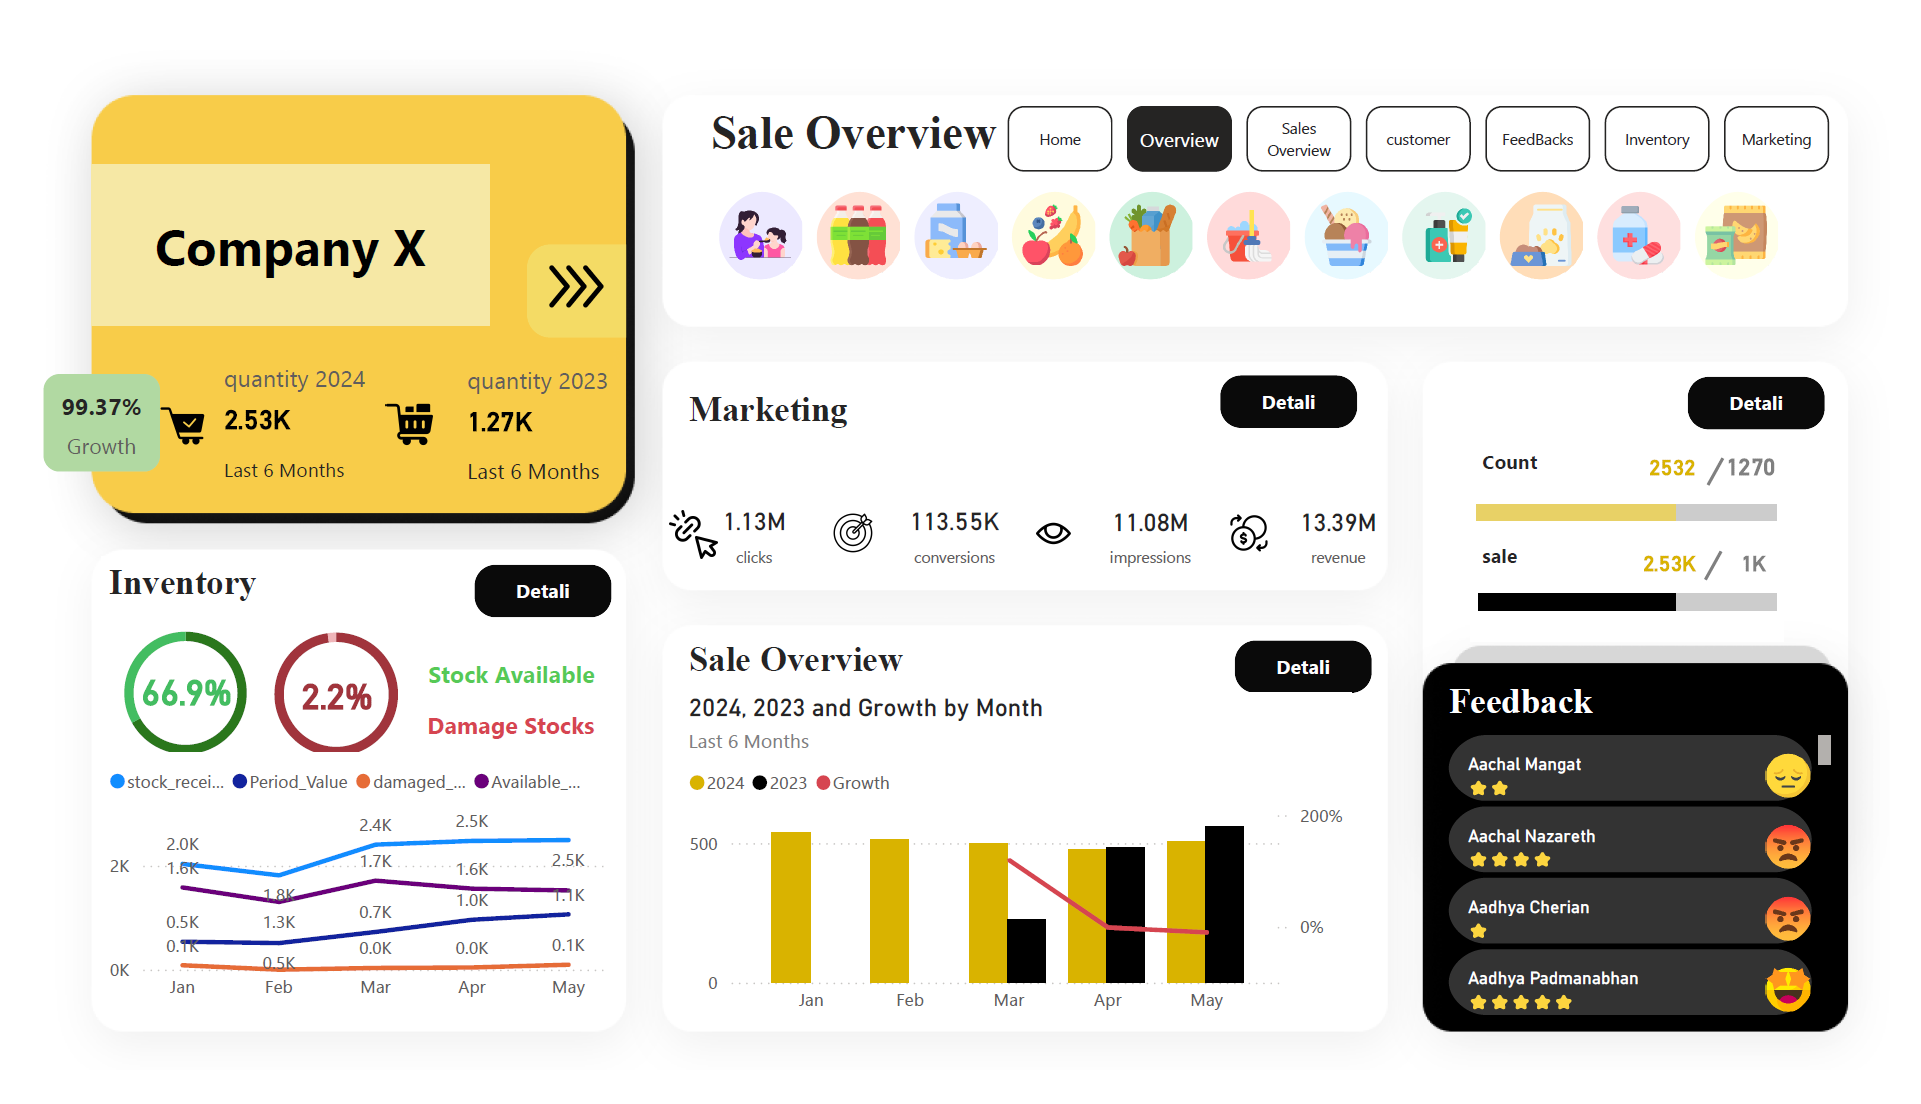 Company X
quantity 2024
2.53K
Last 6 Months
quantity 2023
1.27K
Last 6 Months
99.37%
Growth
Sale Overview
Home
Overview
Sales
Overview
customer
FeedBacks
Inventory
Marketing
Marketing
Detali
1.13M
clicks
113.55K
conversions
11.08M
impressions
13.39M
revenue
Detali
Count
2532 / 1270
sale
2.53K / 1K
Inventory
Detali
66.9%
2.2%
Stock Available
Damage Stocks
stock_recei... Period_Value damaged_... Available_...
2K
0K
2.0K
2.4K
2.5K
2.5K
1.6K
1.8K
1.7K
1.6K
1.1K
0.5K
1.3K
0.7K
1.0K
0.1K
0.5K
0.0K
0.0K
0.1K
Jan Feb Mar Apr May
Sale Overview
Detali
2024, 2023 and Growth by Month
Last 6 Months
2024 2023 Growth
500
0
200%
0%
Jan Feb Mar Apr May
Feedback
Aachal Mangat
Aachal Nazareth
Aadhya Cherian
Aadhya Padmanabhan